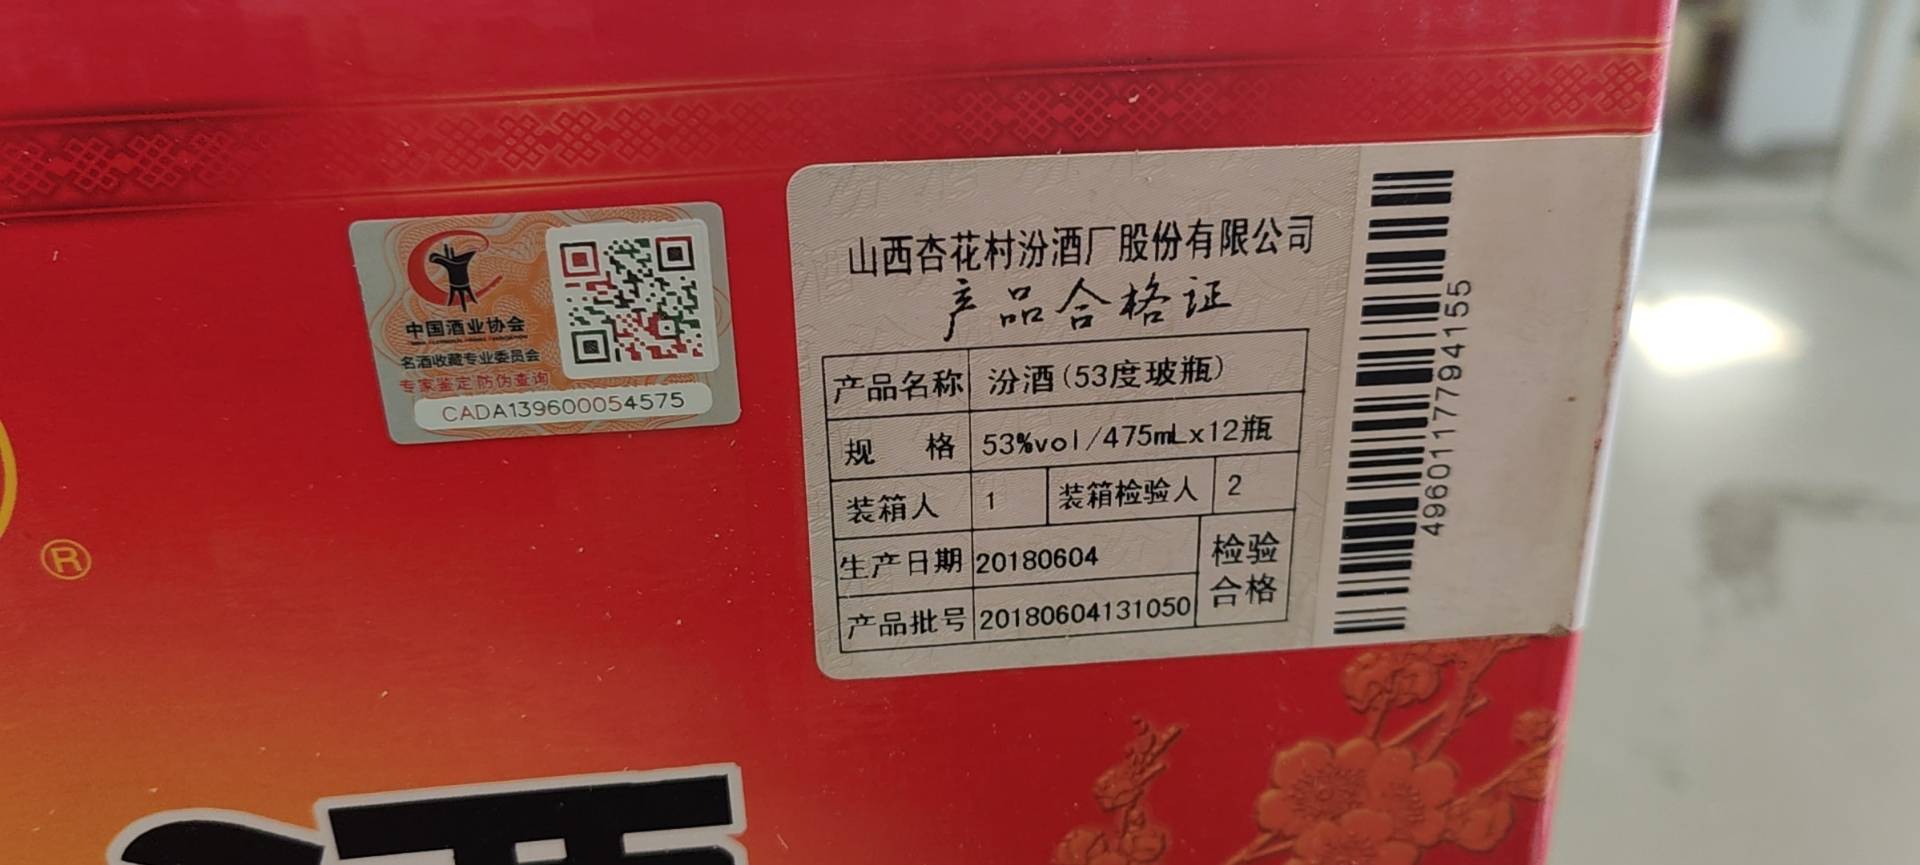 中国酒业协会
名酒收藏专业委员会
专家鉴定防伪查询
CADA139600054575
山西杏花村汾酒厂股份有限公司
产品合格证
产品名称 汾酒(53度玻瓶)
规 格 53%vol/475mLx12瓶
装箱人 1 装箱检验人 2
生产日期 20180604 检验
合格
产品批号 20180604131050
4960117794155
®